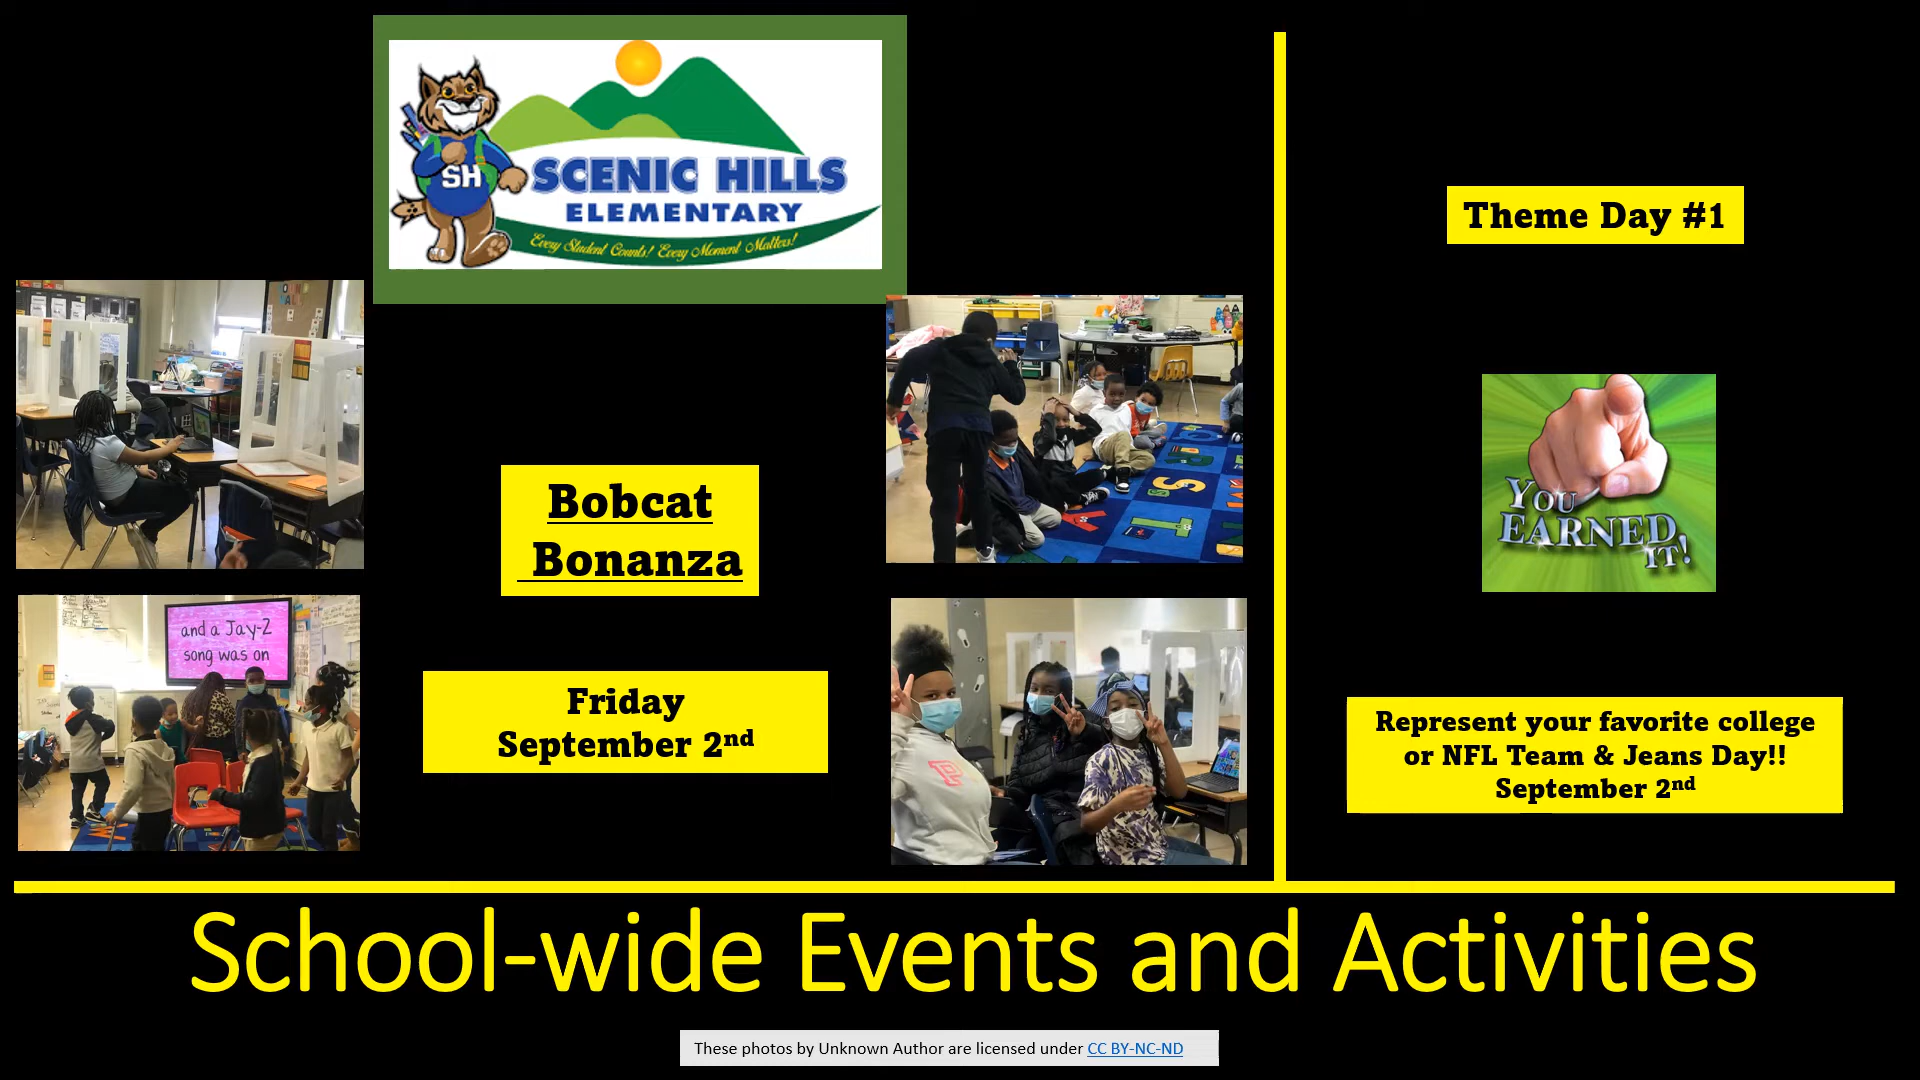 SH
SCENIC HILLS
ELEMENTARY
Every Student Counts! Every Moment Matters!
Bobcat
Bonanza
Friday
September 2nd
and a Jay-Z
song was on
Theme Day #1
YOU
EARNED
IT!
Represent your favorite college
or NFL Team & Jeans Day!!
September 2nd
School-wide Events and Activities
These photos by Unknown Author are licensed under CC BY-NC-ND